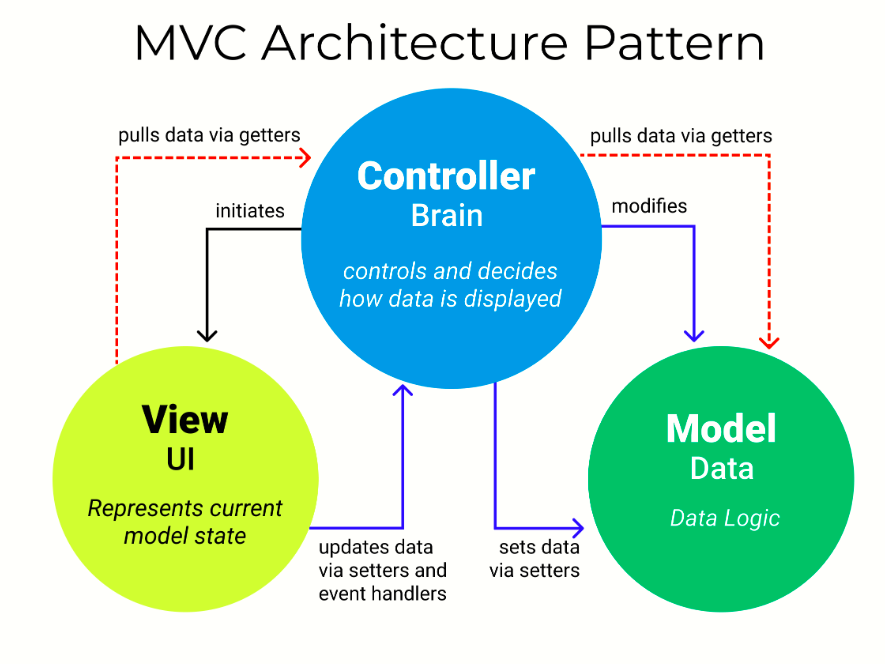 MVC Architecture Pattern
pulls data via getters
pulls data via getters
Controller
Brain
controls and decides
how data is displayed
initiates
modifies
View
UI
Represents current
model state
Model
Data
Data Logic
updates data
via setters and
event handlers
sets data
via setters